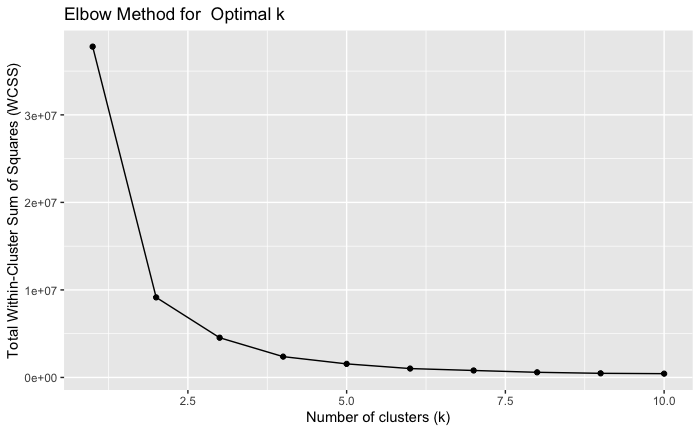 Elbow Method for  Optimal k
Total Within-Cluster Sum of Squares (WCSS)
3e+07
2e+07
1e+07
0e+00
2.5
5.0
7.5
10.0
Number of clusters (k)